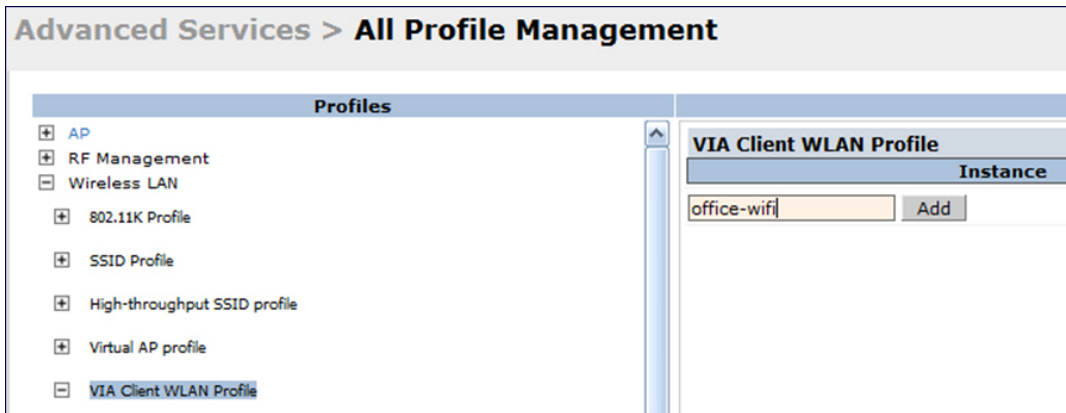 Advanced Services > All Profile Management
Profiles
AP
RF Management
Wireless LAN
802.11K Profile
SSID Profile
High-throughput SSID profile
Virtual AP profile
VIA Client WLAN Profile
VIA Client WLAN Profile
Instance
office-wifi Add